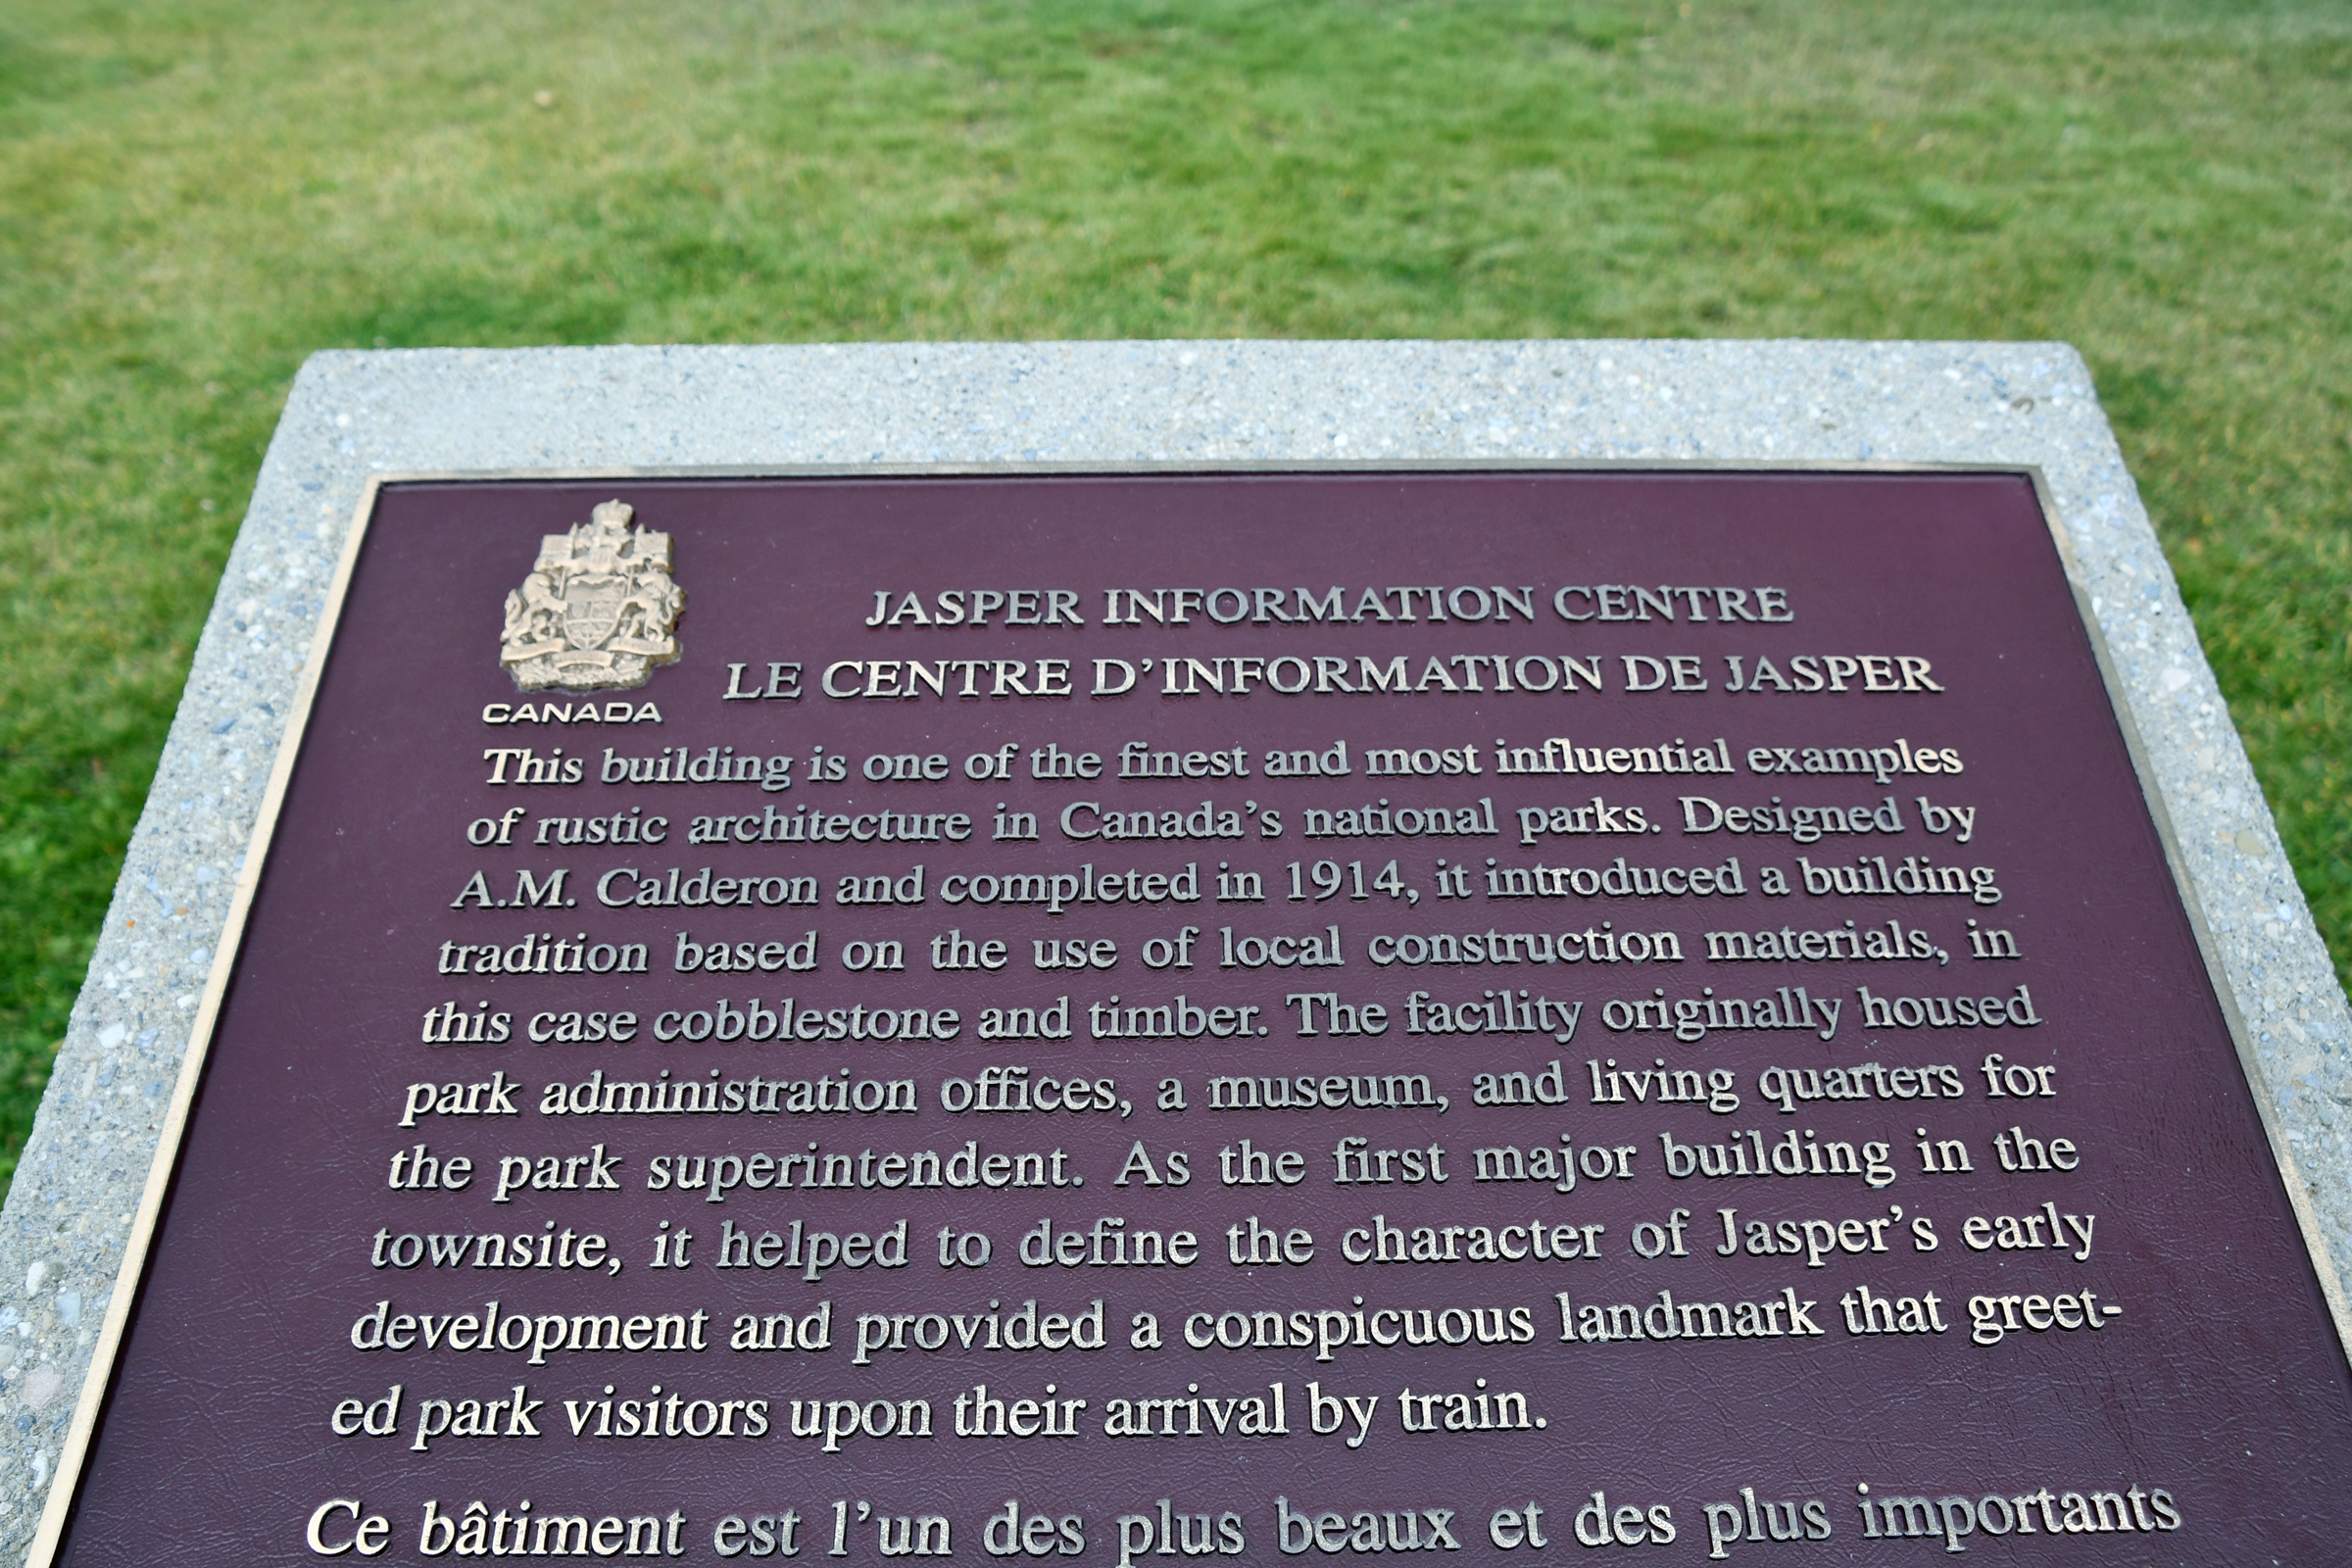 CANADA
JASPER INFORMATION CENTRE
LE CENTRE D'INFORMATION DE JASPER
This building is one of the finest and most influential examples
of rustic architecture in Canada's national parks. Designed by
A.M. Calderon and completed in 1914, it introduced a building
tradition based on the use of local construction materials, in
this case cobblestone and timber. The facility originally housed
park administration offices, a museum, and living quarters for
the park superintendent. As the first major building in the
townsite, it helped to define the character of Jasper's early
development and provided a conspicuous landmark that greet-
ed park visitors upon their arrival by train.
Ce bâtiment est l'un des plus beaux et des plus importants